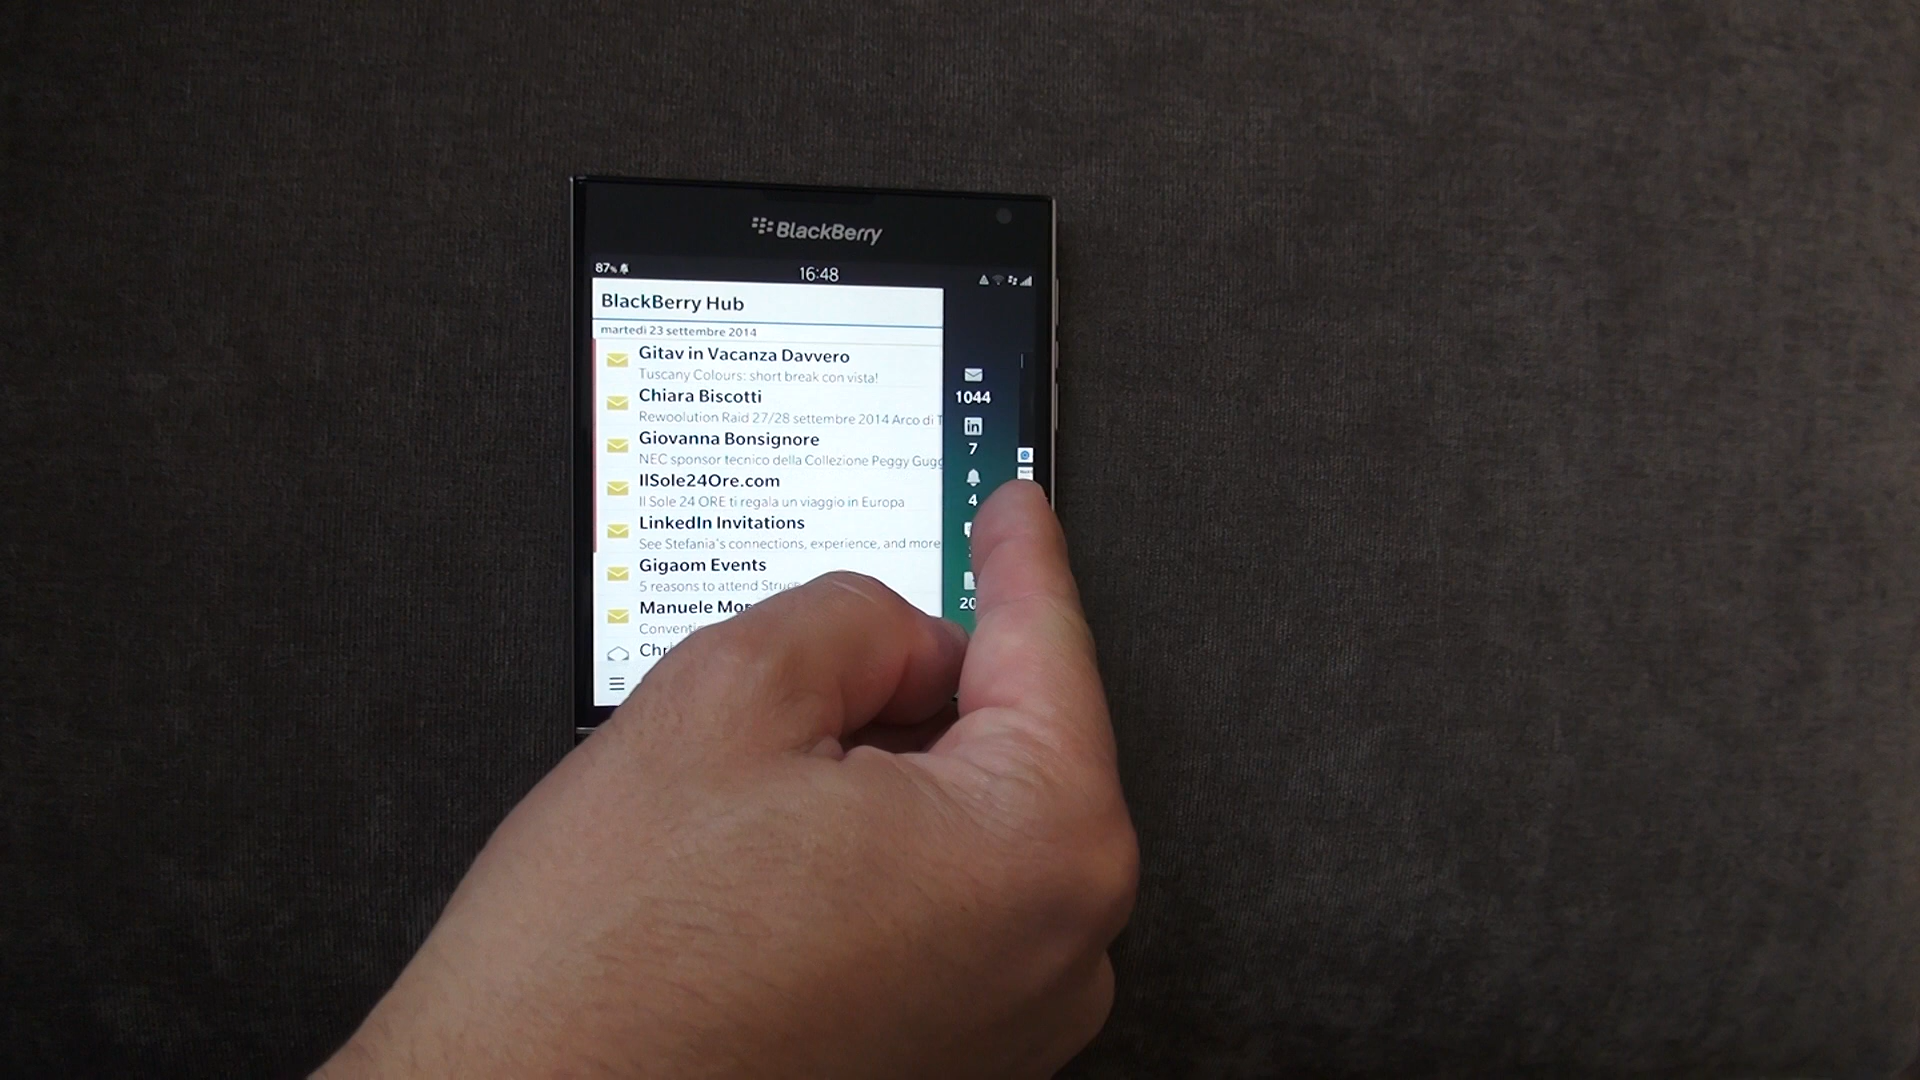 BlackBerry
87%
16:48
BlackBerry Hub
martedì 23 settembre 2014
Gitav in Vacanza Davvero
Tuscany Colours: short break con vista!
Chiara Biscotti
Rewoolution Raid 27/28 settembre 2014 Arco di
Giovanna Bonsignore
NEC sponsor tecnico della Collezione Peggy Gugg
IlSole24Ore.com
Il Sole 24 ORE ti regala un viaggio in Europa
LinkedIn Invitations
See Stefania's connections, experience, and more
Gigaom Events
5 reasons to attend
Manuele
1044
in
7
4
20